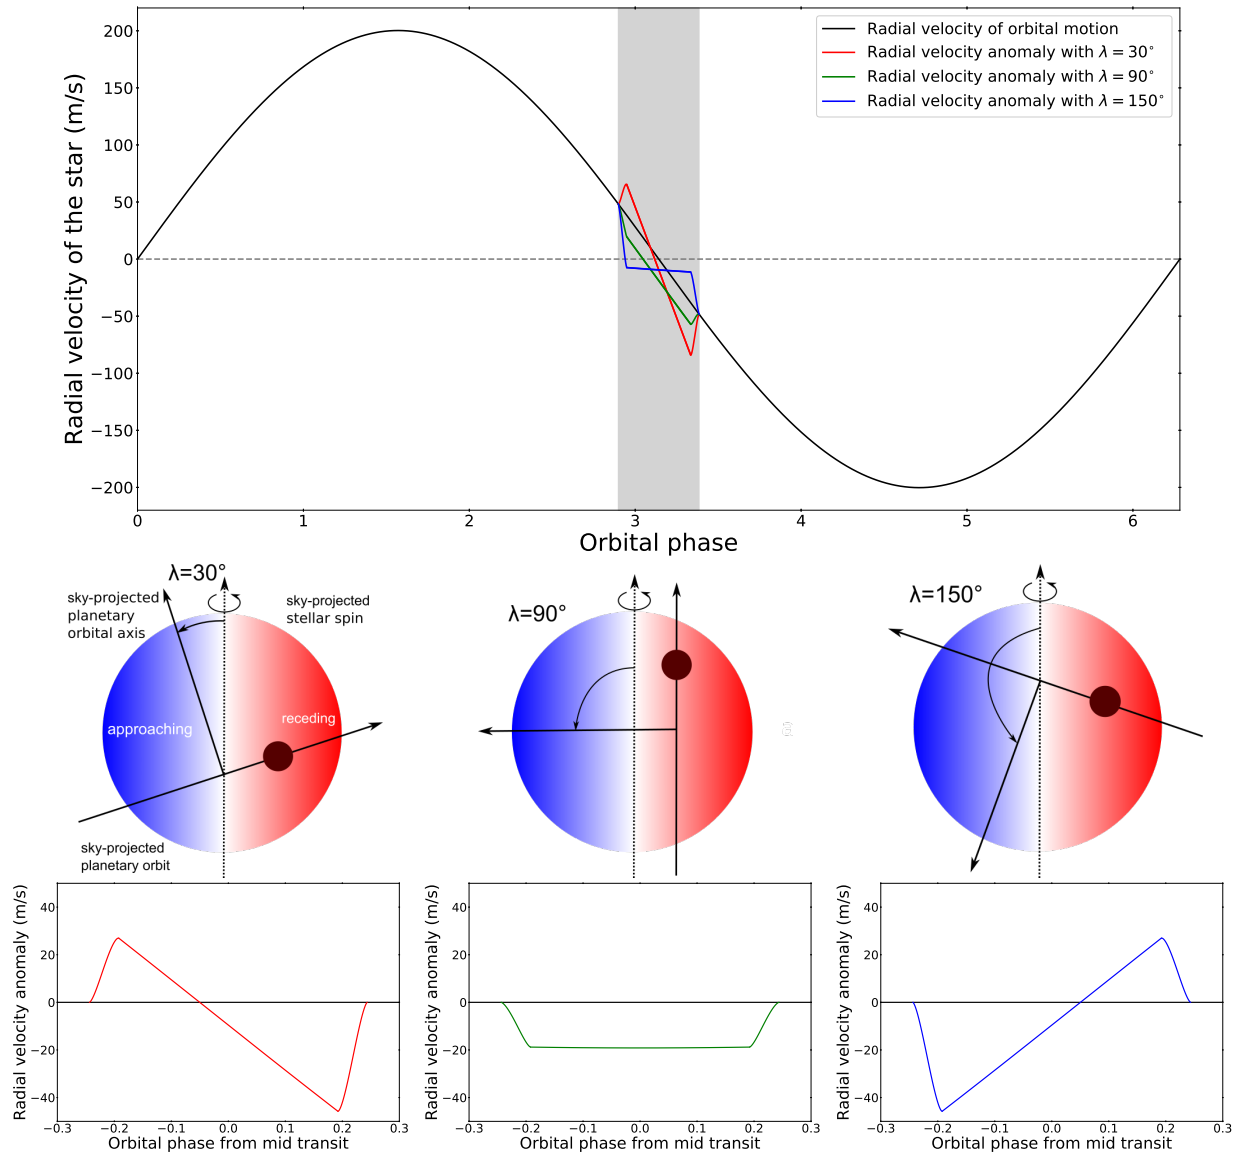 Radial velocity of the star (m/s)
200
150
100
50
0
−50
−100
−150
−200
Radial velocity of orbital motion
Radial velocity anomaly with λ = 30°
Radial velocity anomaly with λ = 90°
Radial velocity anomaly with λ = 150°
0 1 2 3 4 5 6
Orbital phase
λ=30°
sky-projected
planetary
orbital axis
sky-projected
stellar spin
approaching
receding
sky-projected
planetary orbit
λ=90°
λ=150°
Radial velocity anomaly (m/s)
40
20
0
−20
−40
−0.3 −0.2 −0.1 0.0 0.1 0.2 0.3
Orbital phase from mid transit
Radial velocity anomaly (m/s)
40
20
0
−20
−40
−0.3 −0.2 −0.1 0.0 0.1 0.2 0.3
Orbital phase from mid transit
Radial velocity anomaly (m/s)
40
20
0
−20
−40
−0.3 −0.2 −0.1 0.0 0.1 0.2 0.3
Orbital phase from mid transit